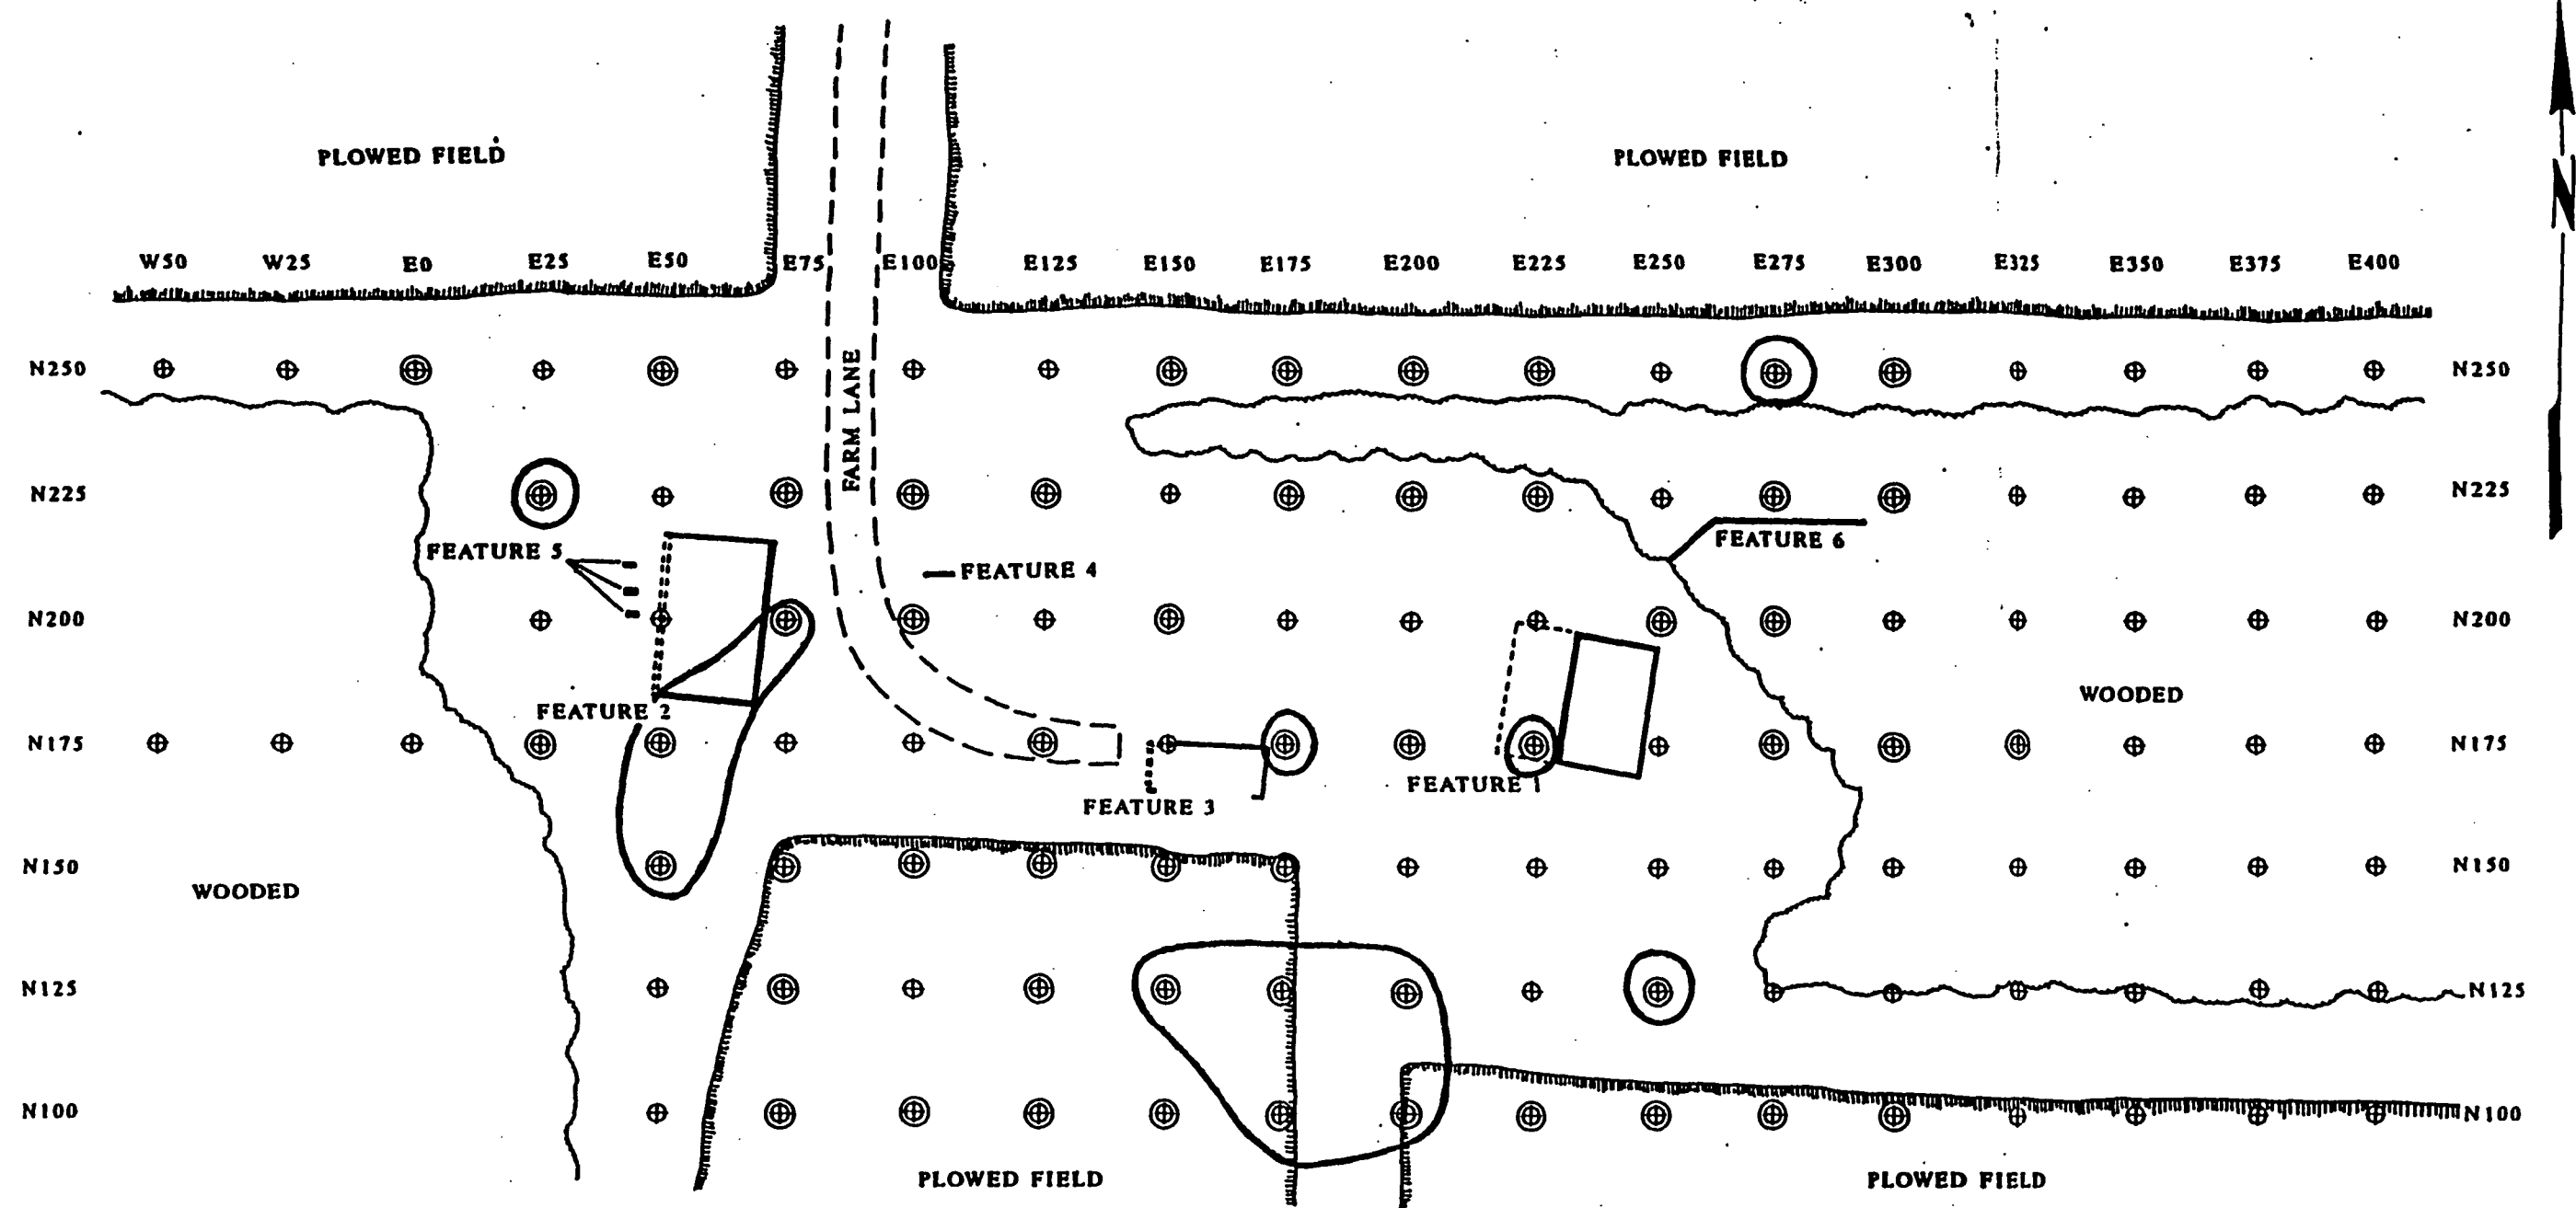 PLOWED FIELD
PLOWED FIELD
N
W50 W25 E0 E25 E50 E75 E100 E125 E150 E175 E200 E225 E250 E275 E300 E325 E350 E375 E400
N250
N250
FARM LANE
N225
N225
FEATURE 5
FEATURE 6
FEATURE 4
N200
N200
WOODED
FEATURE 2
N175
N175
FEATURE 1
FEATURE 3
N150
N150
WOODED
N125
N125
N100
N100
PLOWED FIELD
PLOWED FIELD